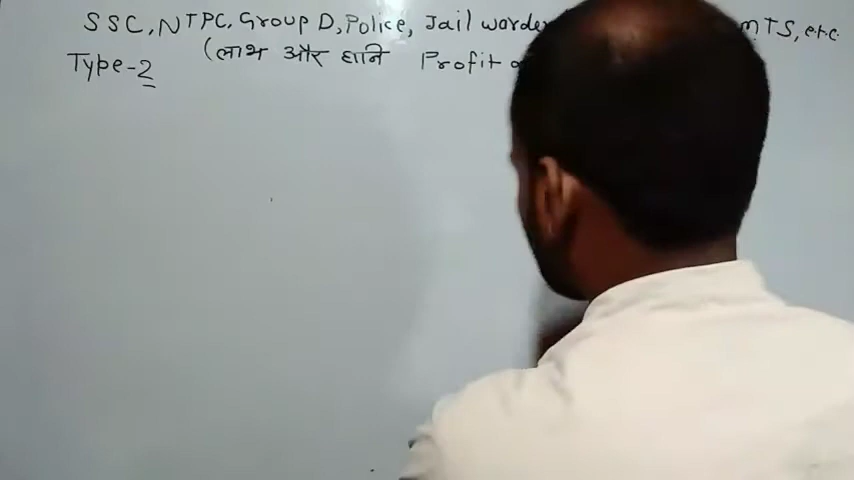 SSC, NTPC, Group D, Police, Jail warde MTS, etc
Type-2 (लाभ और हानि Profit